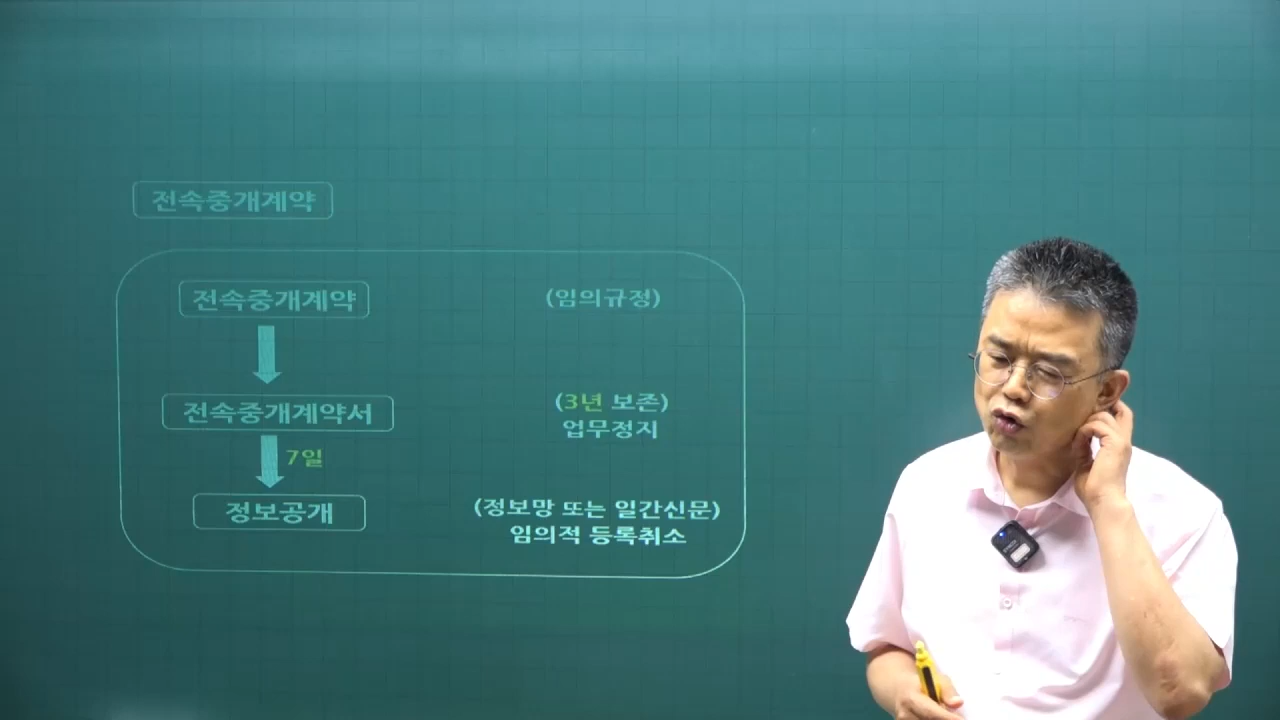 전속중개계약
전속중개계약 (임의규정)
전속중개계약서 (3년 보존)
업무정지
7일
정보공개 (정보망 또는 일간신문)
임의적 등록취소